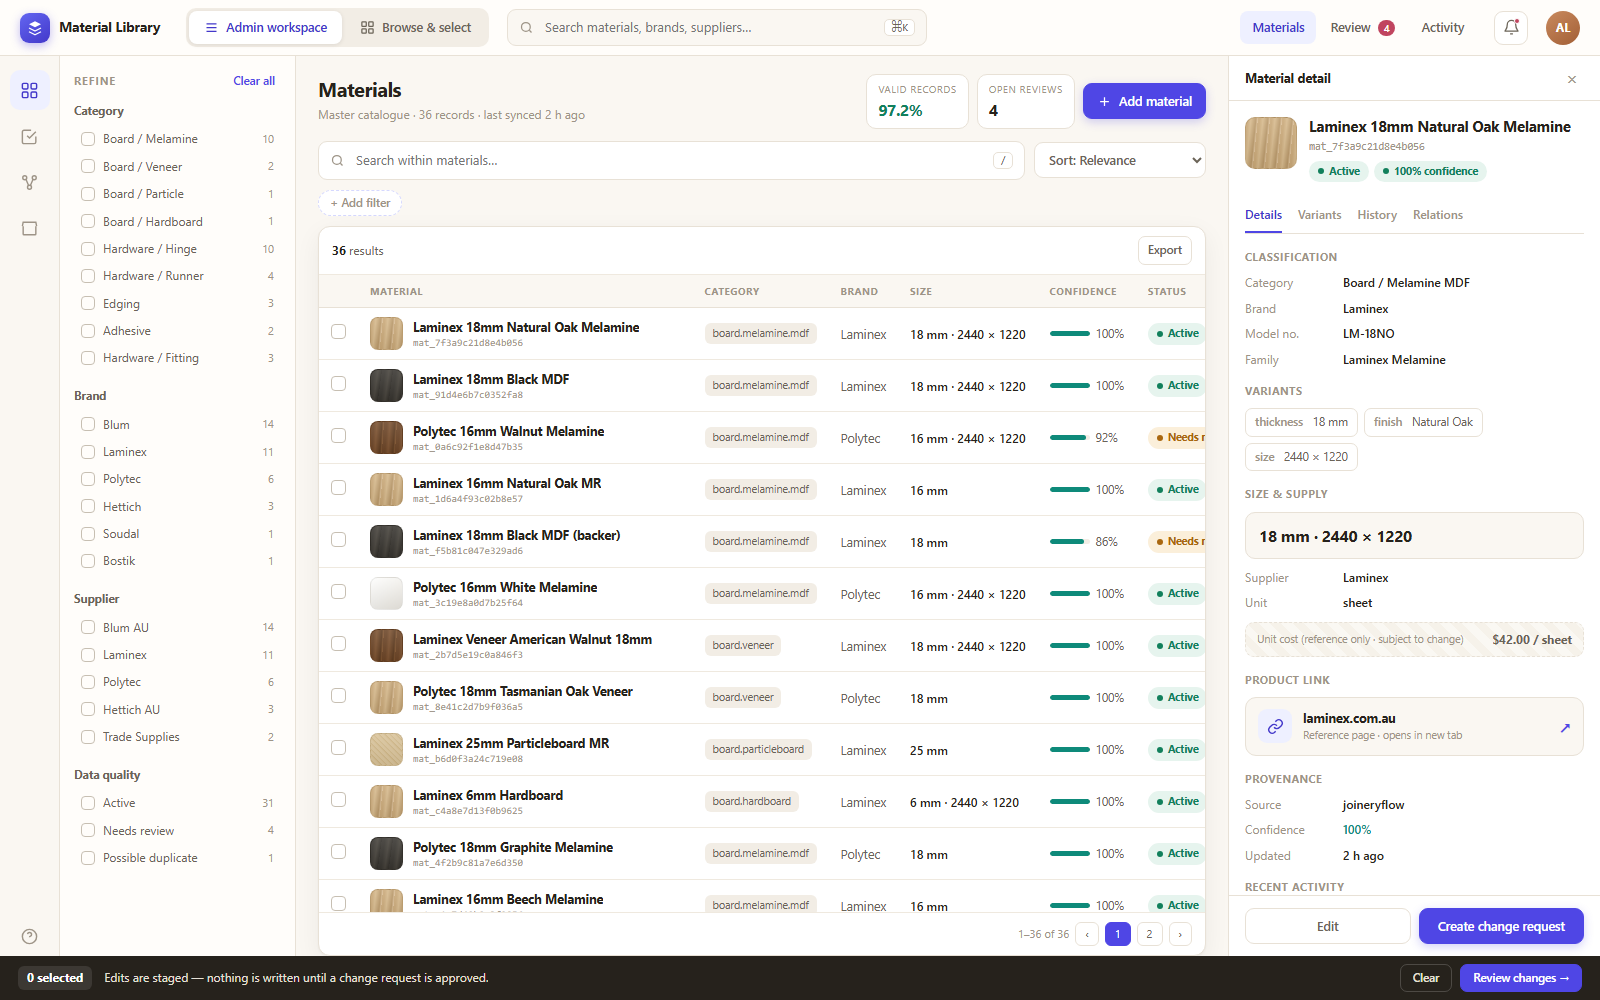 Material Library
Admin workspace
Browse & select
Search materials, brands, suppliers...
⌘K
Materials
Review 4
Activity
AL
REFINE
Clear all
Category
Board / Melamine 10
Board / Veneer 2
Board / Particle 1
Board / Hardboard 1
Hardware / Hinge 10
Hardware / Runner 4
Edging 3
Adhesive 2
Hardware / Fitting 3
Brand
Blum 14
Laminex 11
Polytec 6
Hettich 3
Soudal 1
Bostik 1
Supplier
Blum AU 14
Laminex 11
Polytec 6
Hettich AU 3
Trade Supplies 2
Data quality
Active 31
Needs review 4
Possible duplicate 1
Materials
Master catalogue · 36 records · last synced 2 h ago
VALID RECORDS
97.2%
OPEN REVIEWS
4
+ Add material
Search within materials...
/
Sort: Relevance
+ Add filter
36 results
Export
MATERIAL CATEGORY BRAND SIZE CONFIDENCE STATUS
Laminex 18mm Natural Oak Melamine
mat_7f3a9c21d8e4b056
board.melamine.mdf Laminex 18 mm · 2440 × 1220 100% Active
Laminex 18mm Black MDF
mat_91d4e6b7c0352fa8
board.melamine.mdf Laminex 18 mm · 2440 × 1220 100% Active
Polytec 16mm Walnut Melamine
mat_0a6c92f1e8d47b35
board.melamine.mdf Polytec 16 mm · 2440 × 1220 92% Needs r
Laminex 16mm Natural Oak MR
mat_1d6a4f93c02b8e57
board.melamine.mdf Laminex 16 mm 100% Active
Laminex 18mm Black MDF (backer)
mat_f5b81c047e329ad6
board.melamine.mdf Laminex 18 mm 86% Needs r
Polytec 16mm White Melamine
mat_3c19e8a0d7b25f64
board.melamine.mdf Polytec 16 mm · 2440 × 1220 100% Active
Laminex Veneer American Walnut 18mm
mat_2b7d5e19c0a846f3
board.veneer Laminex 18 mm · 2440 × 1220 100% Active
Polytec 18mm Tasmanian Oak Veneer
mat_8e41c2d7b9f036a5
board.veneer Polytec 18 mm 100% Active
Laminex 25mm Particleboard MR
mat_b6d0f3a24c719e08
board.particleboard Laminex 25 mm 100% Active
Laminex 6mm Hardboard
mat_c4a8e7d13f0b9625
board.hardboard Laminex 6 mm · 2440 × 1220 100% Active
Polytec 18mm Graphite Melamine
mat_4f2b9c81a7e6d350
board.melamine.mdf Polytec 18 mm 100% Active
Laminex 16mm Beech Melamine
board.melamine.mdf Laminex 16 mm 100% Active
1–36 of 36 ‹ 1 2 ›
Material detail
×
Laminex 18mm Natural Oak Melamine
mat_7f3a9c21d8e4b056
Active
100% confidence
Details Variants History Relations
CLASSIFICATION
Category Board / Melamine MDF
Brand Laminex
Model no. LM-18NO
Family Laminex Melamine
VARIANTS
thickness 18 mm
finish Natural Oak
size 2440 × 1220
SIZE & SUPPLY
18 mm · 2440 × 1220
Supplier Laminex
Unit sheet
Unit cost (reference only · subject to change) $42.00 / sheet
PRODUCT LINK
laminex.com.au
Reference page · opens in new tab
↗
PROVENANCE
Source joineryflow
Confidence 100%
Updated 2 h ago
RECENT ACTIVITY
Edit
Create change request
0 selected
Edits are staged — nothing is written until a change request is approved.
Clear
Review changes →